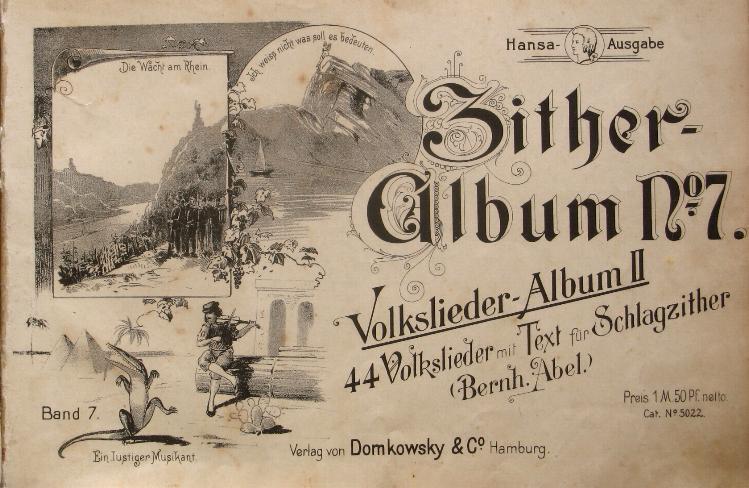 Hansa- Ausgabe
Die Wacht am Rhein.
Ich weiss nicht was soll es bedeuten.
Zither-
Album No. 7.
Volkslieder-Album II
44 Volkslieder mit Text für Schlagzither
(Bernh. Abel.)
Preis 1 M. 50 Pf. netto.
Cat. No 5022.
Band 7.
Ein lustiger Musikant.
Verlag von Domkowsky & Co. Hamburg.